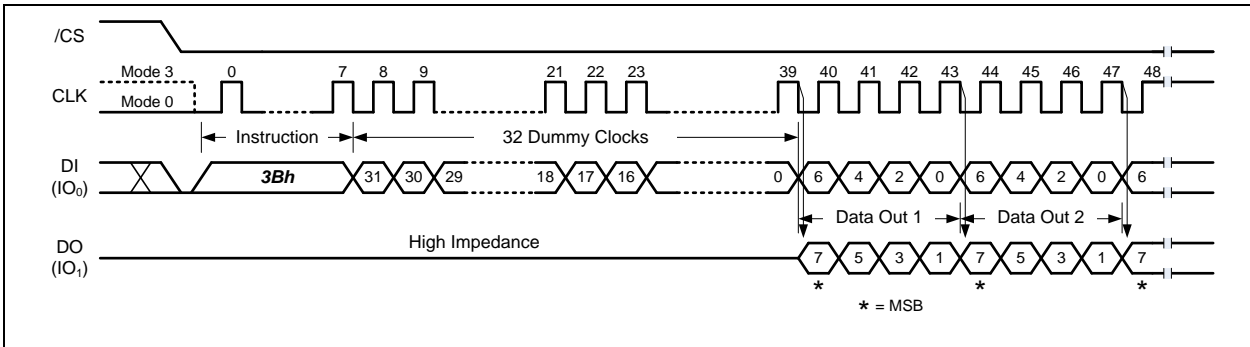 /CS
Mode 3 0 7 8 9 21 22 23 39 40 41 42 43 44 45 46 47 48
CLK
Mode 0
Instruction 32 Dummy Clocks
DI
(IO0)
3Bh 31 30 29 18 17 16 0 6 4 2 0 6 4 2 0 6
Data Out 1 Data Out 2
DO
(IO1)
High Impedance
7 5 3 1 7 5 3 1 7
* * *
* = MSB